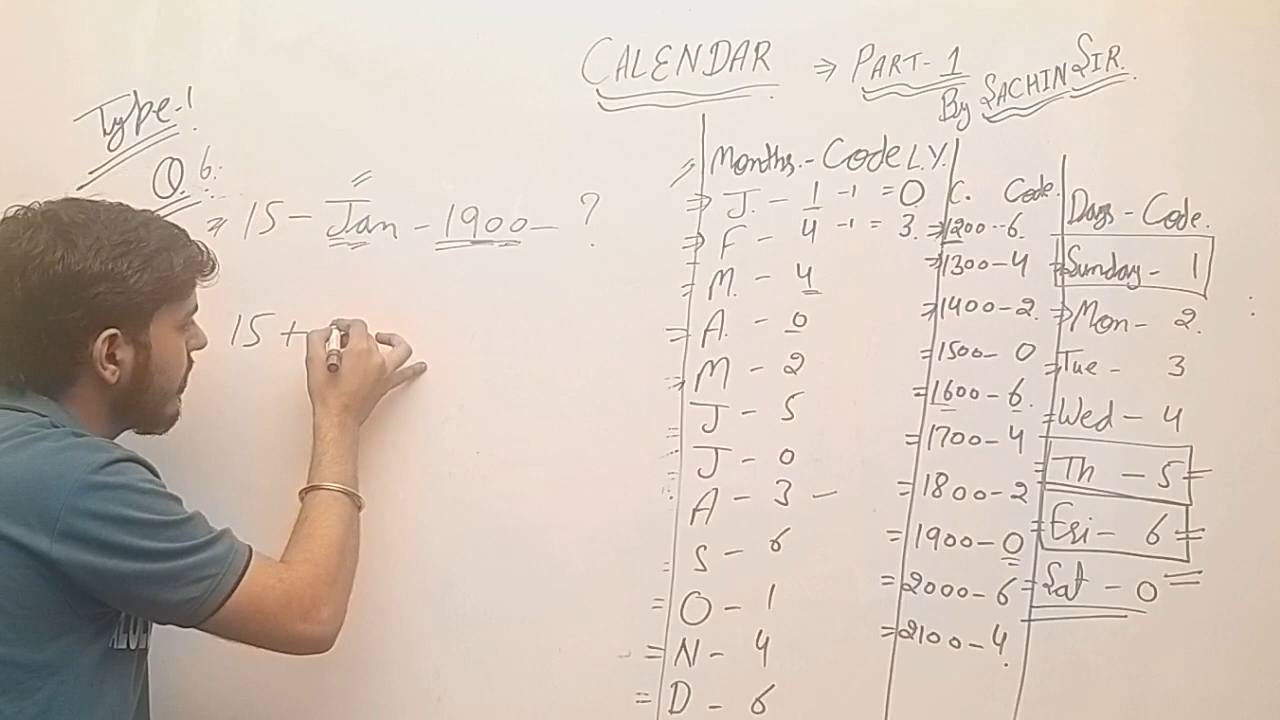 CALENDAR ⇒ PART-1
By SACHIN SIR.
Type-1
Q. 6.
15 - Jan - 1900 - ?
15 +
Months - Code L.Y.
J. - 1 -1 = 0
F - 4 -1 = 3.
M. - 4
A. - 0
M - 2
J - 5
J - 0
A - 3 -
S - 6
O - 1
N - 4
D - 6
C. Code.
1200 - 6.
1300 - 4
1400 - 2.
1500 - 0
1600 - 6.
1700 - 4
1800 - 2
1900 - 0
2000 - 6
2100 - 4.
Days - Code.
Sunday - 1
Mon - 2.
Tue - 3
Wed - 4
Th - 5
Fri - 6
Sat - 0